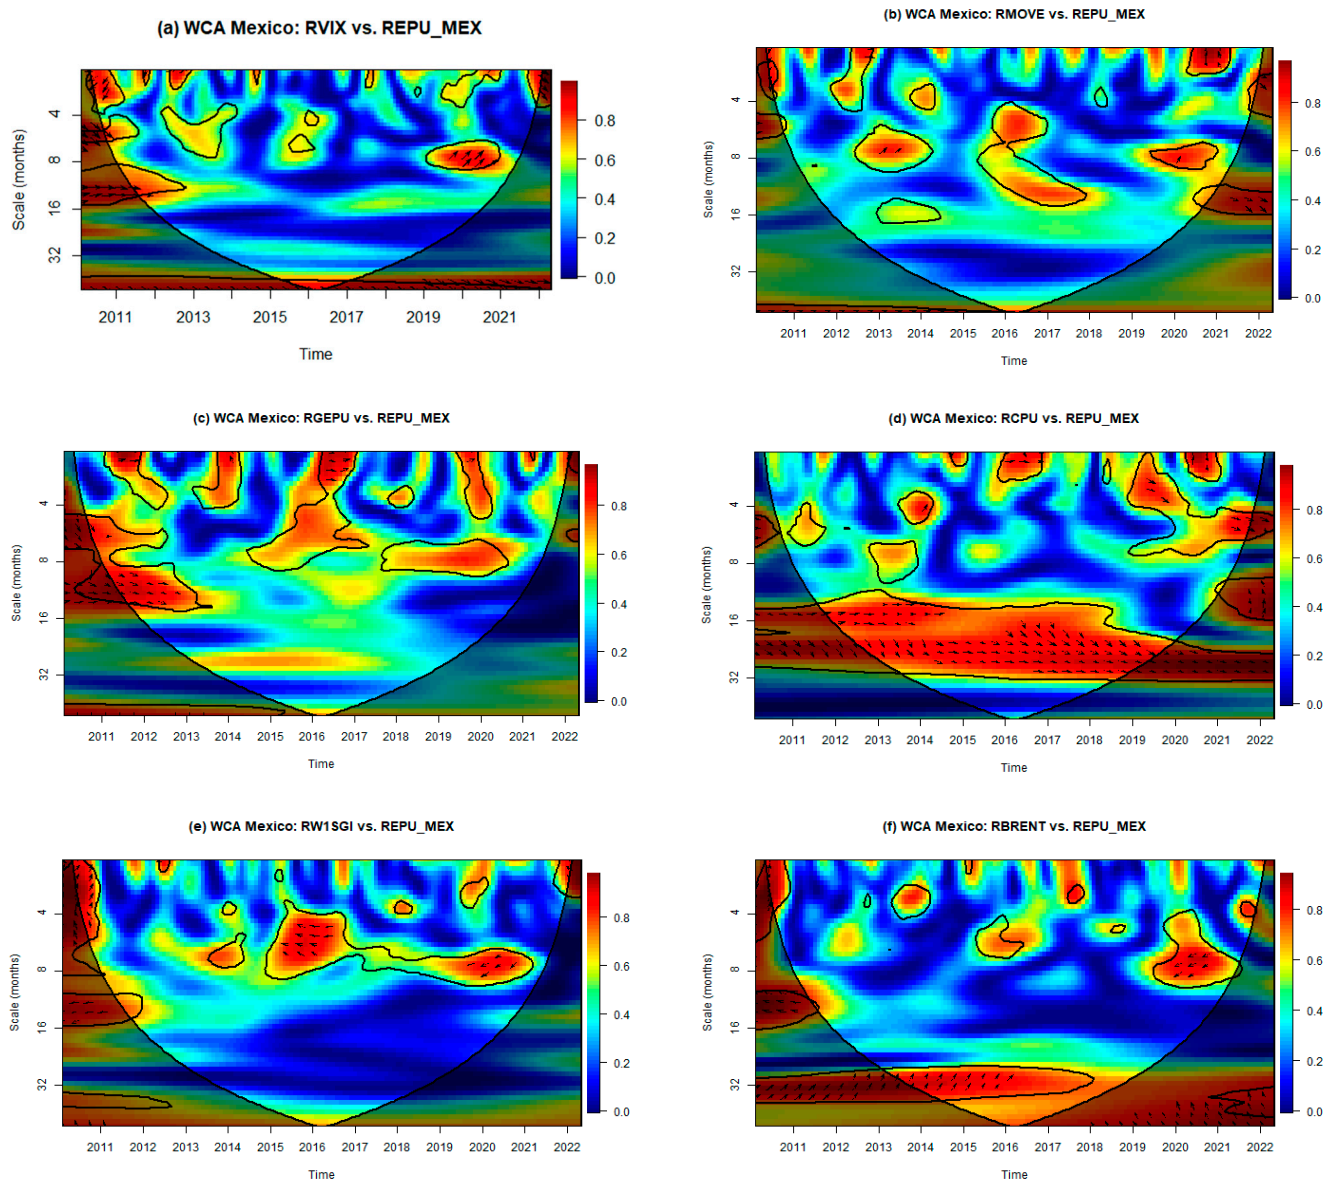 (a) WCA Mexico: RVIX vs. REPU_MEX
Scale (months)
4
8
16
32
0.8
0.6
0.4
0.2
0.0
2011 2013 2015 2017 2019 2021
Time
(b) WCA Mexico: RMOVE vs. REPU_MEX
Scale (months)
4
8
16
32
0.8
0.6
0.4
0.2
0.0
2011 2012 2013 2014 2015 2016 2017 2018 2019 2020 2021 2022
Time
(c) WCA Mexico: RGEPU vs. REPU_MEX
Scale (months)
4
8
16
32
0.8
0.6
0.4
0.2
0.0
2011 2012 2013 2014 2015 2016 2017 2018 2019 2020 2021 2022
Time
(d) WCA Mexico: RCPU vs. REPU_MEX
Scale (months)
4
8
16
32
0.8
0.6
0.4
0.2
0.0
2011 2012 2013 2014 2015 2016 2017 2018 2019 2020 2021 2022
Time
(e) WCA Mexico: RW1SGI vs. REPU_MEX
Scale (months)
4
8
16
32
0.8
0.6
0.4
0.2
0.0
2011 2012 2013 2014 2015 2016 2017 2018 2019 2020 2021 2022
Time
(f) WCA Mexico: RBRENT vs. REPU_MEX
Scale (months)
4
8
16
32
0.8
0.6
0.4
0.2
0.0
2011 2012 2013 2014 2015 2016 2017 2018 2019 2020 2021 2022
Time